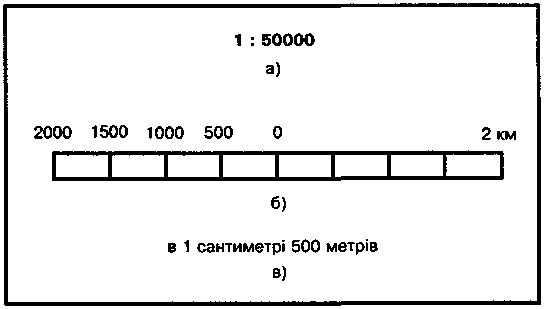 1 : 50000
а)
2000 1500 1000 500 0 2 км
б)
в 1 сантиметрі 500 метрів
в)